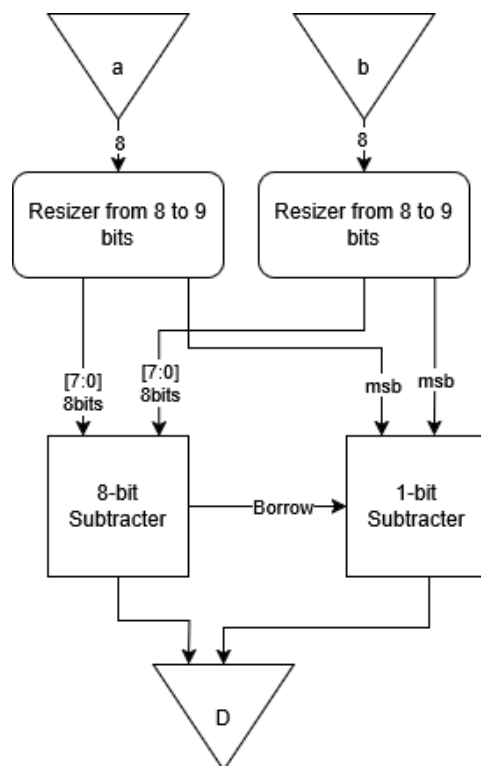 a
b
8
8
Resizer from 8 to 9
bits
Resizer from 8 to 9
bits
[7:0]
8bits
[7:0]
8bits
msb
msb
8-bit
Subtracter
Borrow
1-bit
Subtracter
D